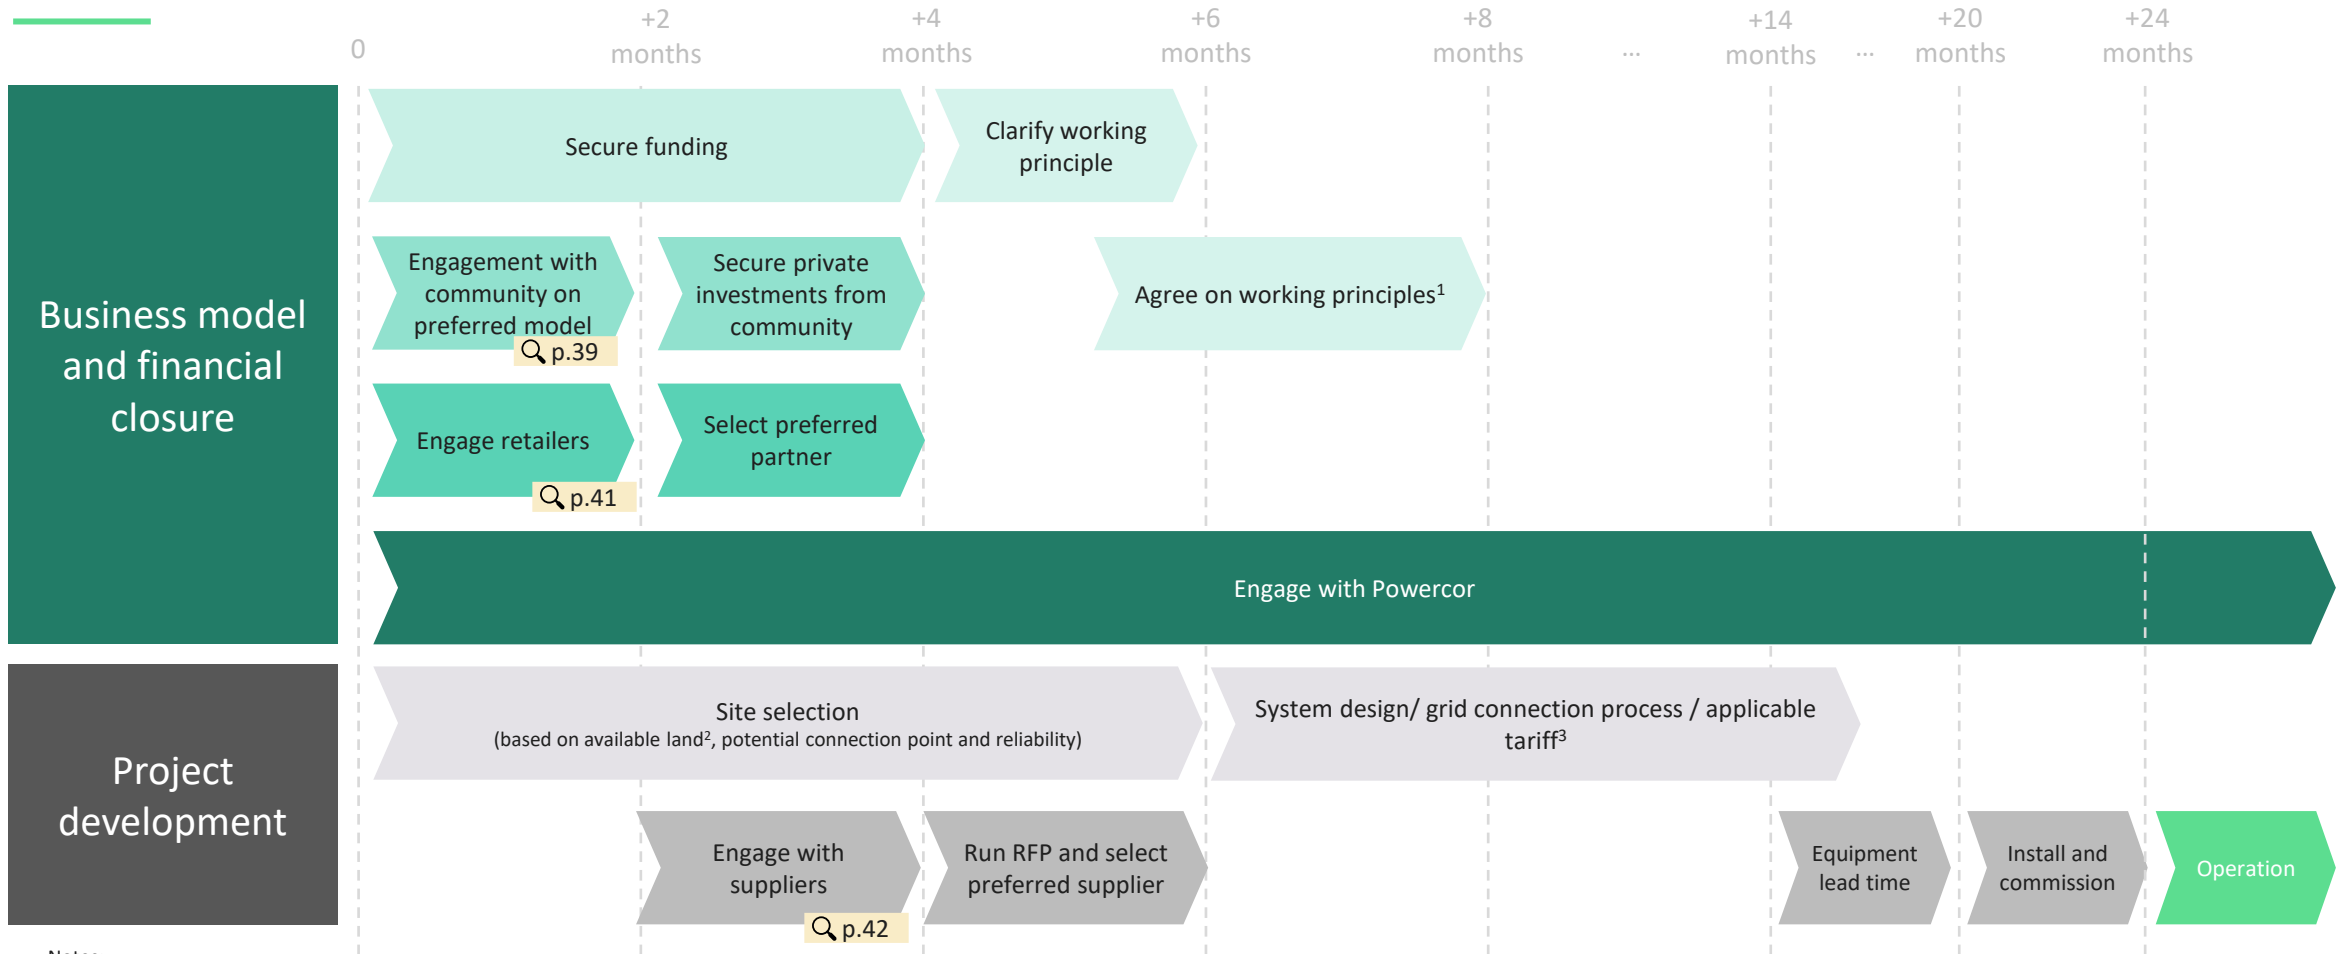 0
+2
months
+4
months
+6
months
+8
months
...
+14
months
...
+20
months
+24
months
Business model
and financial
closure
Secure funding
Clarify working
principle
Engagement with
community on
preferred model
p.39
Secure private
investments from
community
Agree on working principles¹
Engage retailers
p.41
Select preferred
partner
Engage with Powercor
Project
development
Site selection
(based on available land², potential connection point and reliability)
System design/ grid connection process / applicable
tariff³
Engage with
suppliers
p.42
Run RFP and select
preferred supplier
Equipment
lead time
Install and
commission
Operation